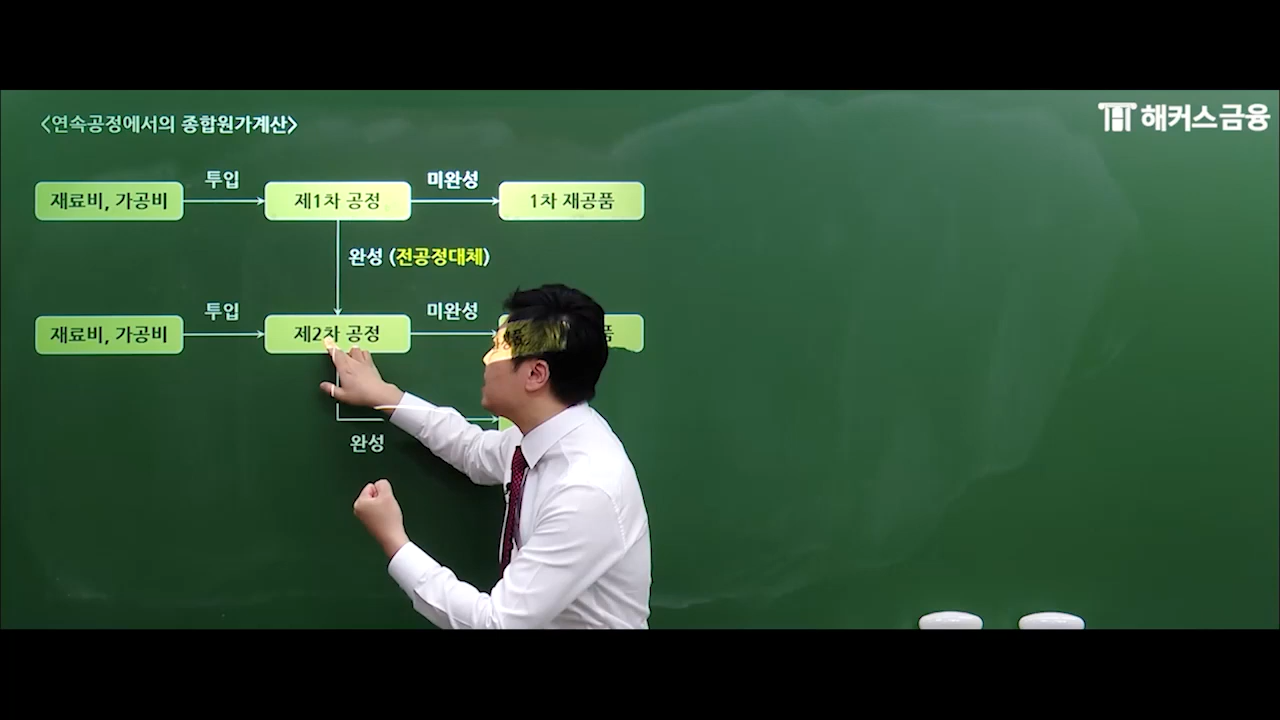 <연속공정에서의 종합원가계산>
해커스금융
투입
미완성
재료비, 가공비
제1차 공정
1차 재공품
완성 (전공정대체)
투입
미완성
재료비, 가공비
제2차 공정
품
완성